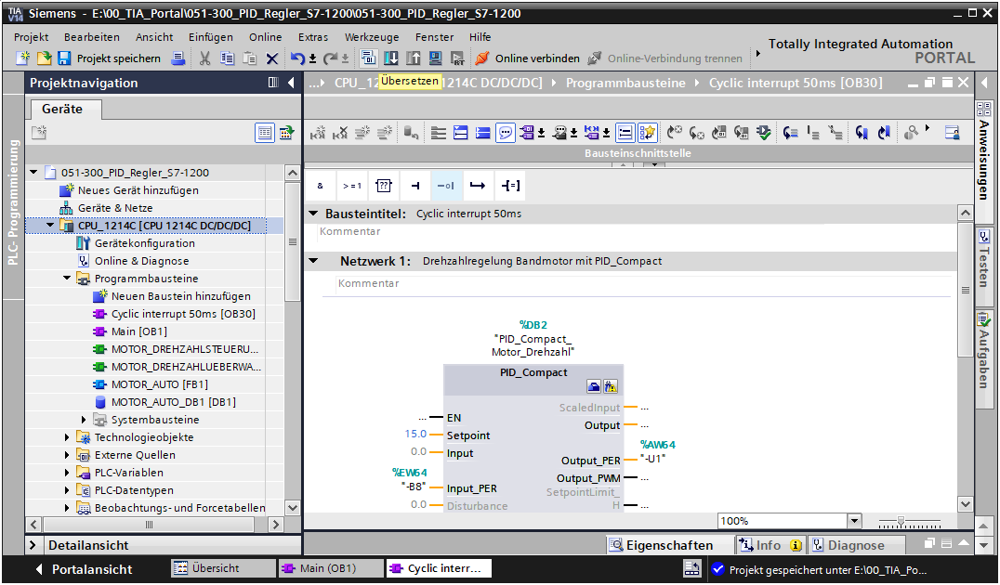 TIA V14 Siemens - E:\00_TIA_Portal\051-300_PID_Regler_S7-1200\051-300_PID_Regler_S7-1200
Projekt Bearbeiten Ansicht Einfügen Online Extras Werkzeuge Fenster Hilfe
Totally Integrated Automation
PORTAL
Projekt speichern Online verbinden Online-Verbindung trennen
Übersetzen
Projektnavigation
Geräte
PLC-Programmierung
051-300_PID_Regler_S7-1200
Neues Gerät hinzufügen
Geräte & Netze
CPU_1214C [CPU 1214C DC/DC/DC]
Gerätekonfiguration
Online & Diagnose
Programmbausteine
Neuen Baustein hinzufügen
Cyclic interrupt 50ms [OB30]
Main [OB1]
MOTOR_DREHZAHLSTEUERU...
MOTOR_DREHZAHLUEBERWA...
MOTOR_AUTO [FB1]
MOTOR_AUTO_DB1 [DB1]
Systembausteine
Technologieobjekte
Externe Quellen
PLC-Variablen
PLC-Datentypen
Beobachtungs- und Forcetabellen
Detailansicht
... CPU_12 1214C DC/DC/DC] Programmbausteine Cyclic interrupt 50ms [OB30]
Bausteinschnittstelle
& >=1 ??
Bausteintitel: Cyclic interrupt 50ms
Kommentar
Netzwerk 1: Drehzahlregelung Bandmotor mit PID_Compact
Kommentar
%DB2
"PID_Compact_
Motor_Drehzahl"
PID_Compact
ScaledInput ...
... EN
Output ...
15.0 Setpoint
%AW64
0.0 Input
Output_PER "-U1"
%EW64
Output_PWM ...
"-B8" Input_PER
SetpointLimit_
H ...
0.0 Disturbance
100%
Eigenschaften Info Diagnose
Anweisungen
Testen
Aufgaben
Portalansicht Übersicht Main (OB1) Cyclic interr... Projekt gespeichert unter E:\00_TIA_Po...